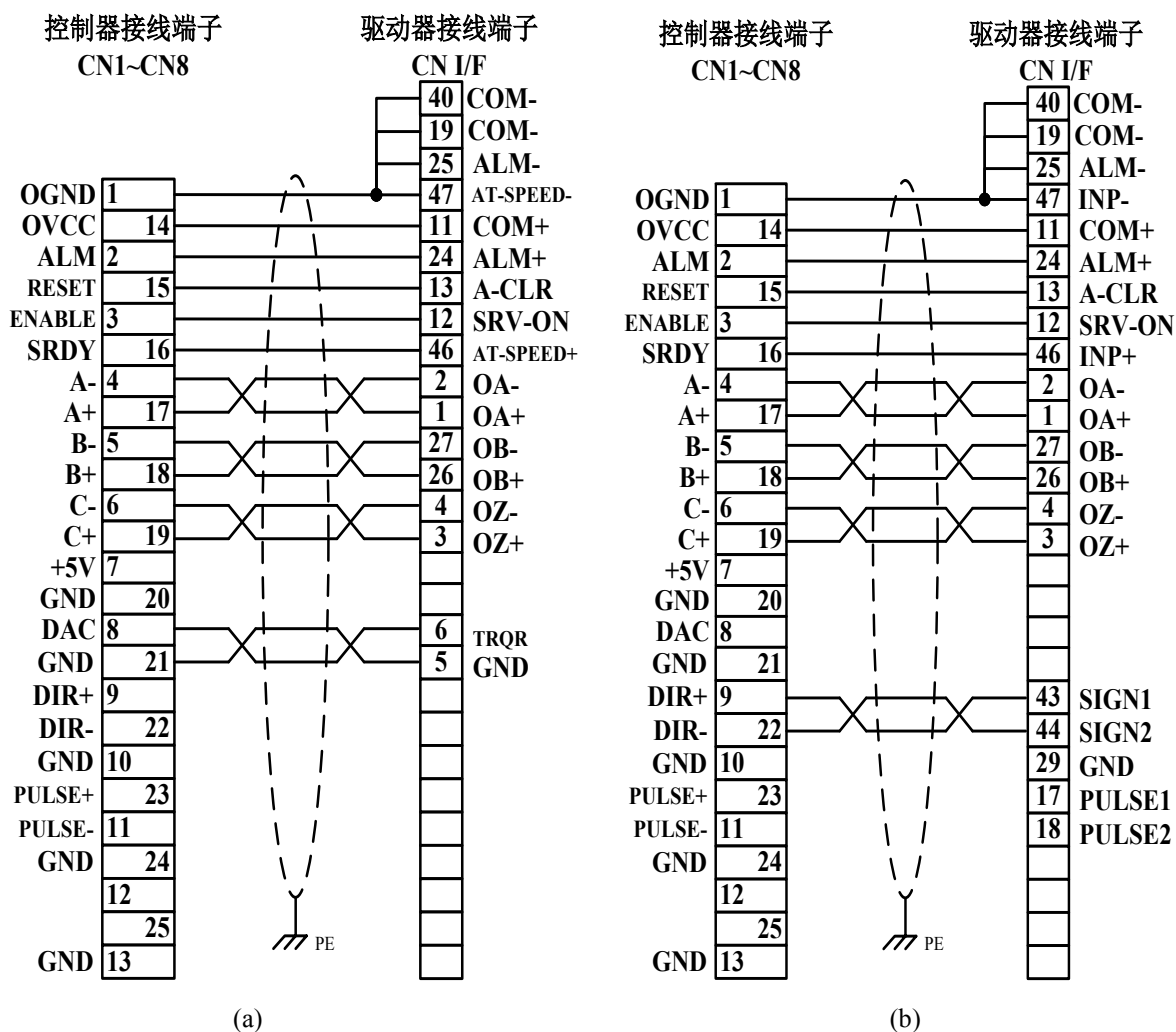 控制器接线端子 驱动器接线端子
CN1~CN8 CN I/F
40 COM-
19 COM-
25 ALM-
OGND 1 47 AT-SPEED-
OVCC 14 11 COM+
ALM 2 24 ALM+
RESET 15 13 A-CLR
ENABLE 3 12 SRV-ON
SRDY 16 46 AT-SPEED+
A- 4 2 OA-
A+ 17 1 OA+
B- 5 27 OB-
B+ 18 26 OB+
C- 6 4 OZ-
C+ 19 3 OZ+
+5V 7
GND 20
DAC 8 6 TRQR
GND 21 5 GND
DIR+ 9
DIR- 22
GND 10
PULSE+ 23
PULSE- 11
GND 24
12
25
GND 13
PE
(a)
控制器接线端子 驱动器接线端子
CN1~CN8 CN I/F
40 COM-
19 COM-
25 ALM-
OGND 1 47 INP-
OVCC 14 11 COM+
ALM 2 24 ALM+
RESET 15 13 A-CLR
ENABLE 3 12 SRV-ON
SRDY 16 46 INP+
A- 4 2 OA-
A+ 17 1 OA+
B- 5 27 OB-
B+ 18 26 OB+
C- 6 4 OZ-
C+ 19 3 OZ+
+5V 7
GND 20
DAC 8
GND 21
DIR+ 9 43 SIGN1
DIR- 22 44 SIGN2
GND 10 29 GND
PULSE+ 23 17 PULSE1
PULSE- 11 18 PULSE2
GND 24
12
25
GND 13
PE
(b)